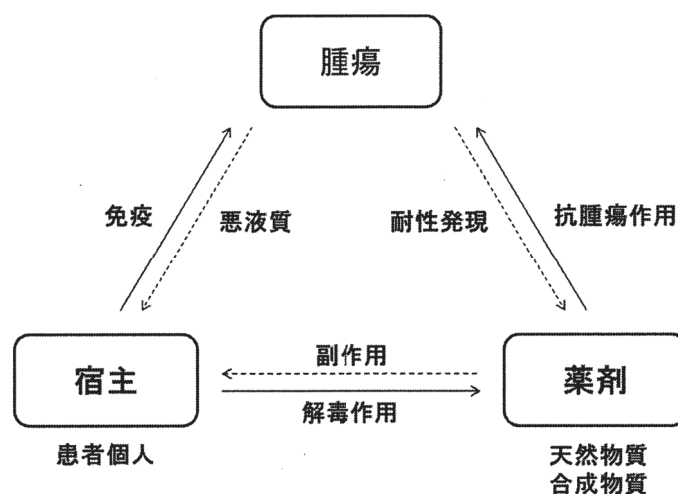 腫瘍
免疫
悪液質
耐性発現
抗腫瘍作用
宿主
副作用
解毒作用
薬剤
患者個人
天然物質
合成物質